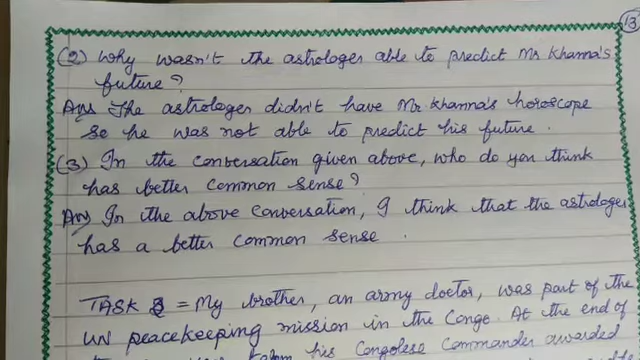 13
(2) Why wasn't the astrologer able to predict Mr Khanna's
future?
Ans The astrologer didn't have Mr Khanna's horoscope
so he was not able to predict his future.
(3) In the conversation given above, who do you think
has better common sense?
Ans In the above conversation, I think that the astrologer
has a better common sense.
TASK 3 = My brother, an army doctor, was part of the
UN peacekeeping mission in the Congo. At the end of
his Congolese Commander awarded